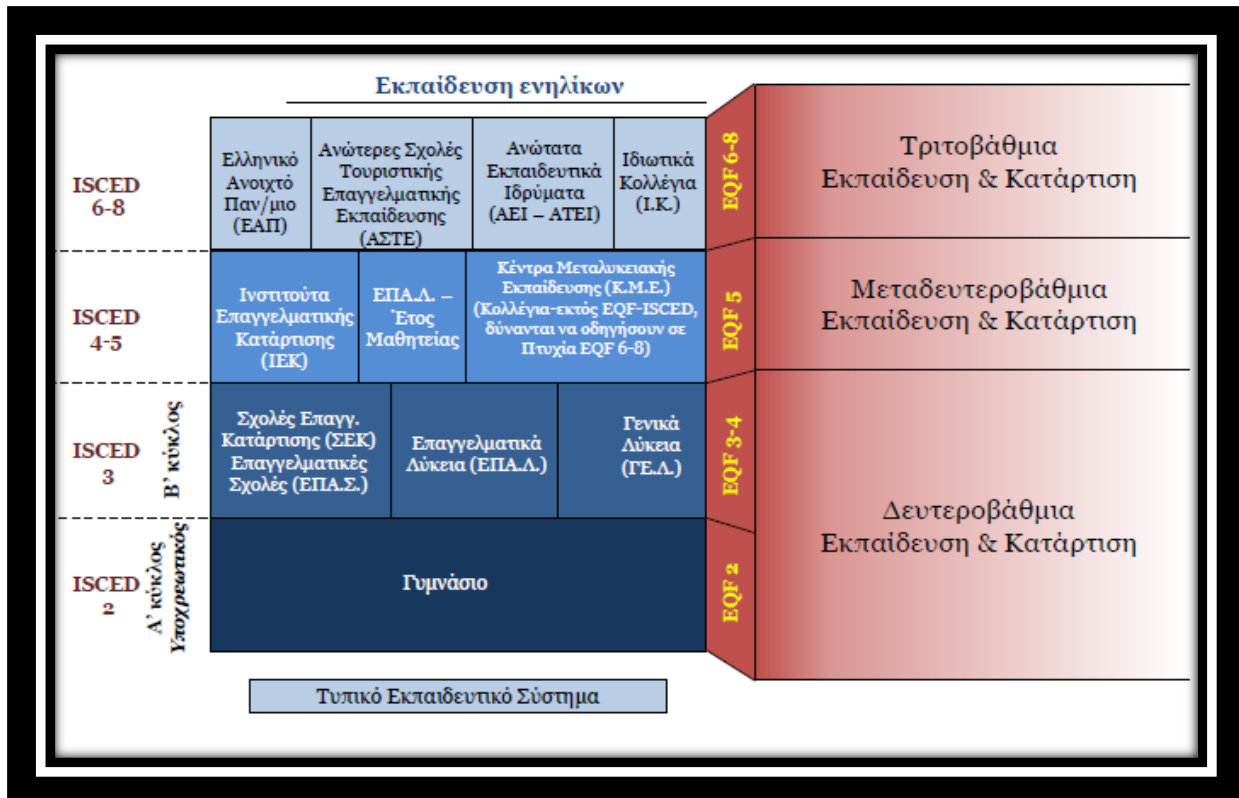 Εκπαίδευση ενηλίκων
ISCED
6-8
Ελληνικό
Ανοιχτό
Παν/μιο
(ΕΑΠ)
Ανώτερες Σχολές
Τουριστικής
Επαγγελματικής
Εκπαίδευσης
(ΑΣΤΕ)
Ανώτατα
Εκπαιδευτικά
Ιδρύματα
(ΑΕΙ – ΑΤΕΙ)
Ιδιωτικά
Κολλέγια
(Ι.Κ.)
EQF 6-8
Τριτοβάθμια
Εκπαίδευση & Κατάρτιση
ISCED
4-5
Ινστιτούτα
Επαγγελματικής
Κατάρτισης
(ΙΕΚ)
ΕΠΑ.Λ. –
Έτος
Μαθητείας
Κέντρα Μεταλυκειακής
Εκπαίδευσης (Κ.Μ.Ε.)
(Κολλέγια-εκτός EQF-ISCED,
δύνανται να οδηγήσουν σε
Πτυχία EQF 6-8)
EQF 5
Μεταδευτεροβάθμια
Εκπαίδευση & Κατάρτιση
ISCED
3
Β’ κύκλος
Σχολές Επαγγ.
Κατάρτισης (ΣΕΚ)
Επαγγελματικές
Σχολές (ΕΠΑ.Σ.)
Επαγγελματικά
Λύκεια (ΕΠΑ.Λ.)
Γενικά
Λύκεια
(ΓΕ.Λ.)
EQF 3-4
Δευτεροβάθμια
Εκπαίδευση & Κατάρτιση
ISCED
2
Α’ κύκλος
Υποχρεωτικός
Γυμνάσιο
EQF 2
Τυπικό Εκπαιδευτικό Σύστημα